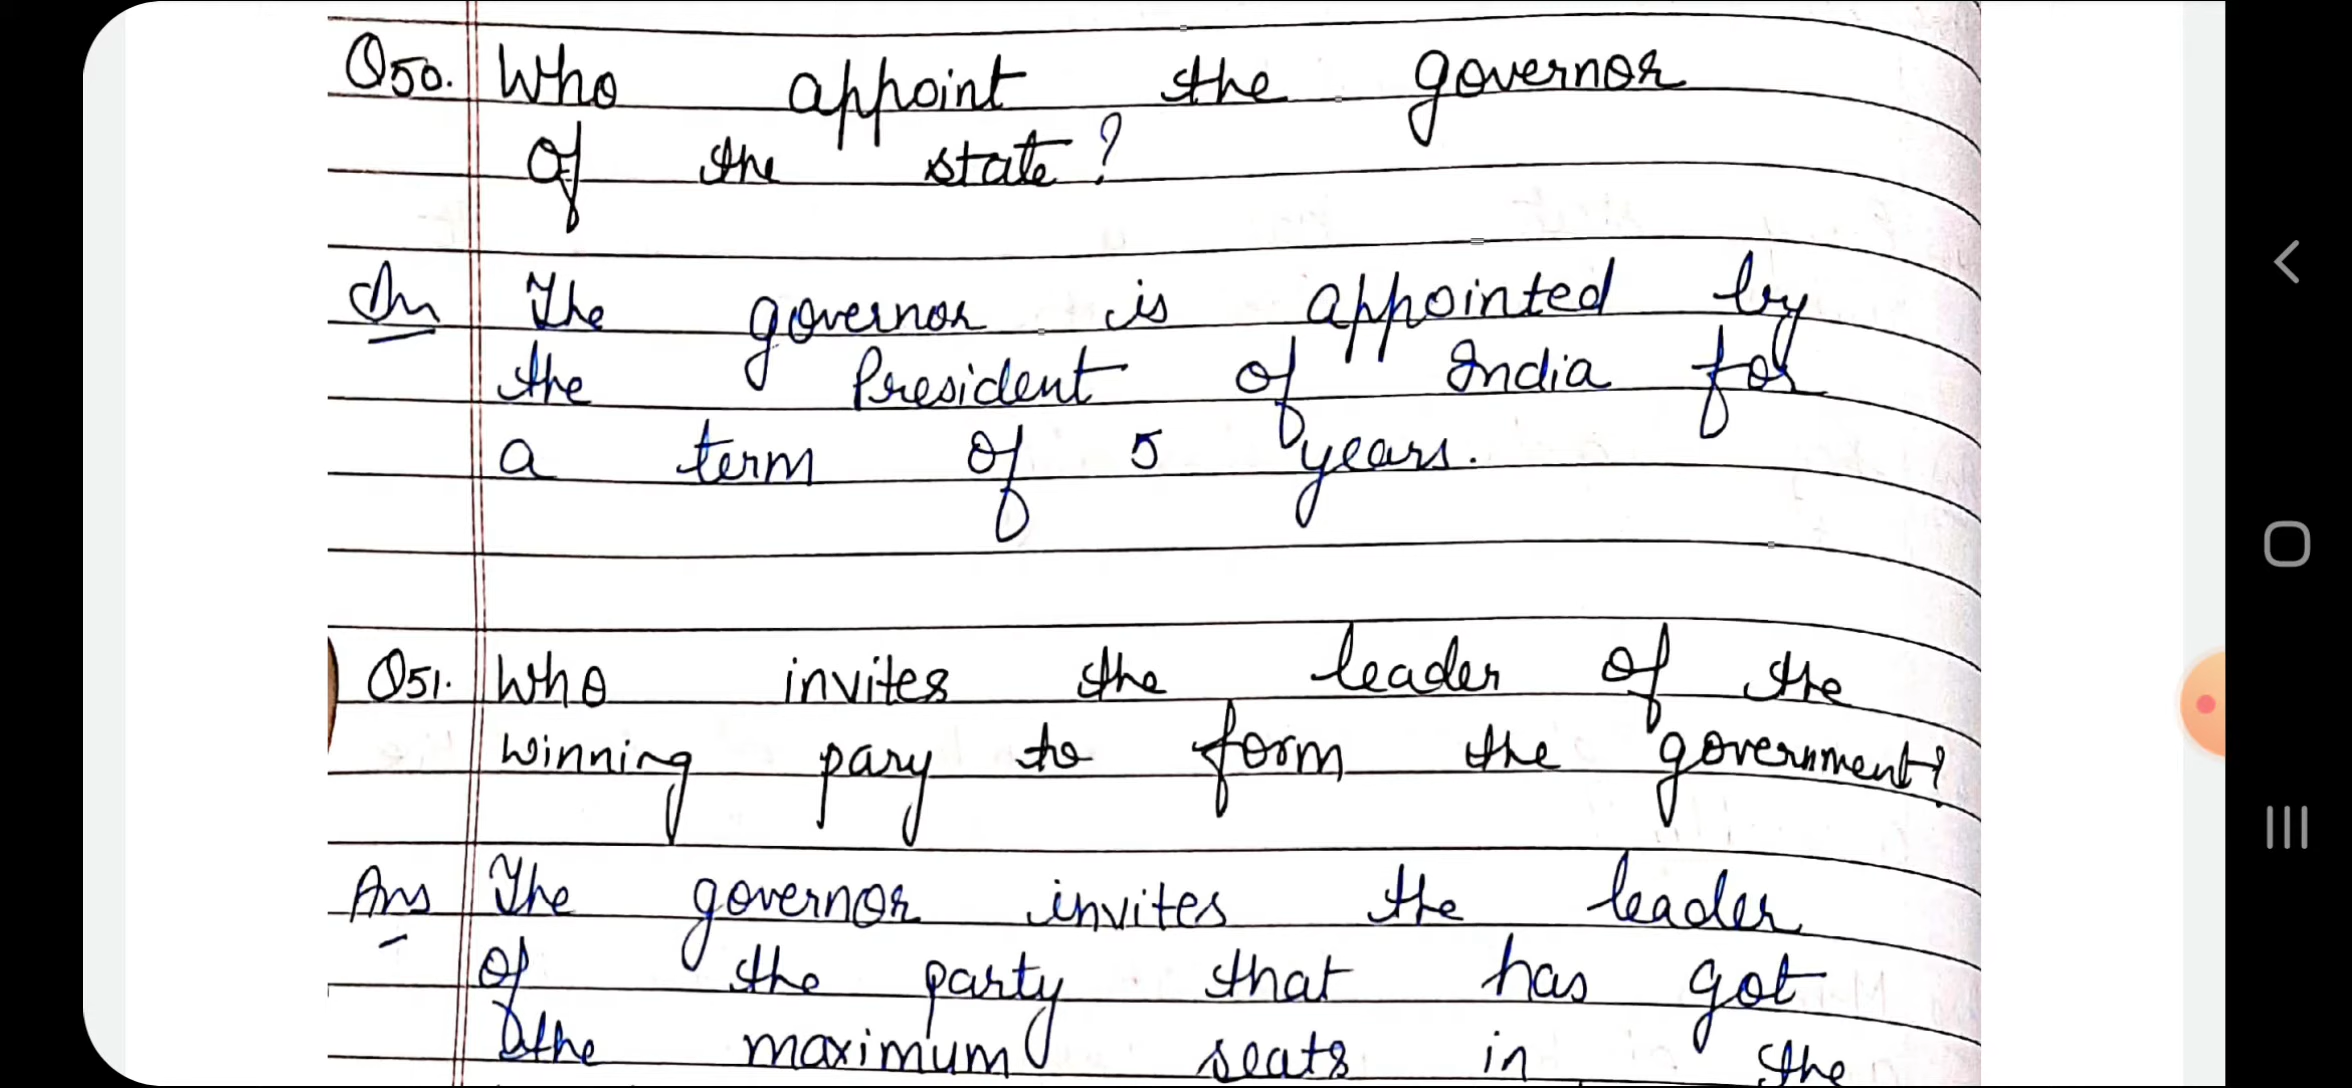 Q50. Who appoint the governor
of the state?
Ans The governor is appointed by
the President of India for
a term of 5 years.
Q51. Who invites the leader of the
winning pary to form the government?
Ans The governor invites the leader
of the party that has got
the maximum seats in the